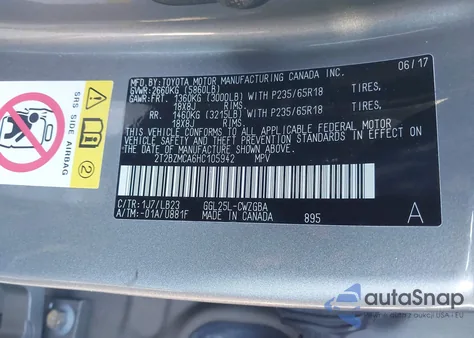 MFD. BY: TOYOTA MOTOR MANUFACTURING CANADA INC. 06/17
GVWR: 2660KG (5860LB)
GAWR: FRT. 1360KG (3000LB) WITH P235/65R18 TIRES,
18X8J RIMS,
RR. 1460KG (3215LB) WITH P235/65R18 TIRES,
18X8J RIMS,
THIS VEHICLE CONFORMS TO ALL APPLICABLE FEDERAL MOTOR
VEHICLE SAFETY AND THEFT PREVENTION STANDARDS IN EFFECT ON
THE DATE OF MANUFACTURE SHOWN ABOVE.
2T2BZMCA6HC105942 MPV
C/TR: 1J7/LB23 GGL25L-CWZGBA
A/TM: -01A/U881F MADE IN CANADA 895 A
SRS SIDE AIRBAG
autoSnap